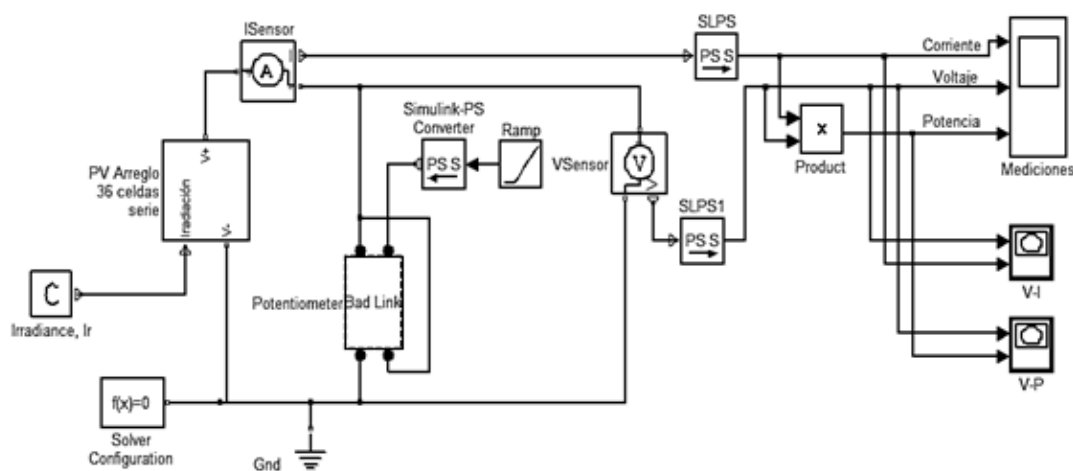 ISensor
A
SLPS
PS S
Corriente
Voltaje
Potencia
x
Product
Mediciones
Simulink-PS
Converter
PS S
Ramp
VSensor
V
V
SLPS1
PS S
PV Arreglo
36 celdas
serie
V+
Irradiación
V-
I
C
Irradiance, Ir
Potentiometer
Bad Link
V-I
V-P
f(x)=0
Solver
Configuration
Gnd